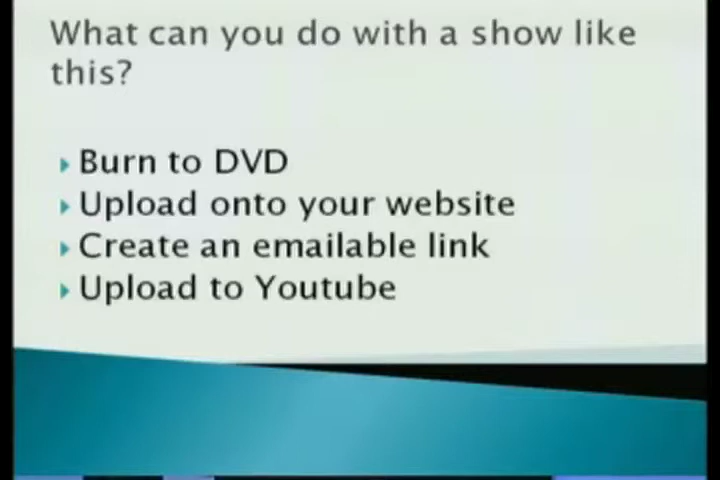 What can you do with a show like
this?
Burn to DVD
Upload onto your website
Create an emailable link
Upload to Youtube